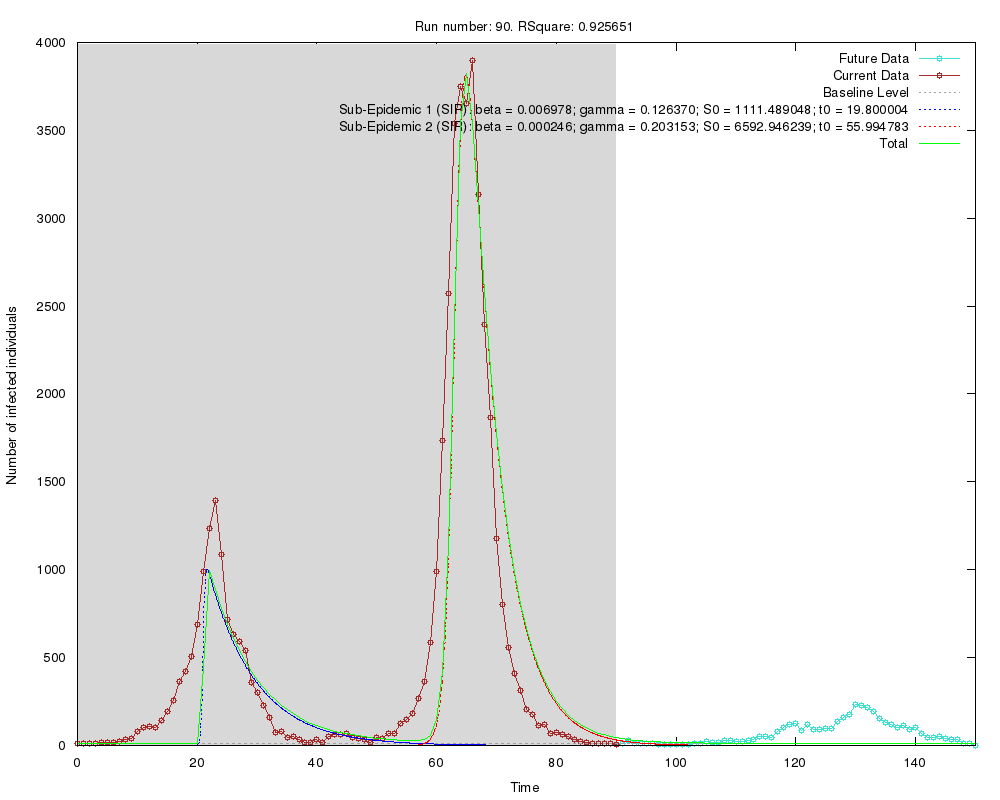 Run number: 90. RSquare: 0.925651
4000
3500
3000
2500
2000
1500
1000
500
0
Number of infected individuals
Future Data
Current Data
Baseline Level
Sub-Epidemic 1 (SIR): beta = 0.006978; gamma = 0.126370; S0 = 1111.489048; t0 = 19.800004
Sub-Epidemic 2 (SIR): beta = 0.000246; gamma = 0.203153; S0 = 6592.946239; t0 = 55.994783
Total
0 20 40 60 80 100 120 140
Time